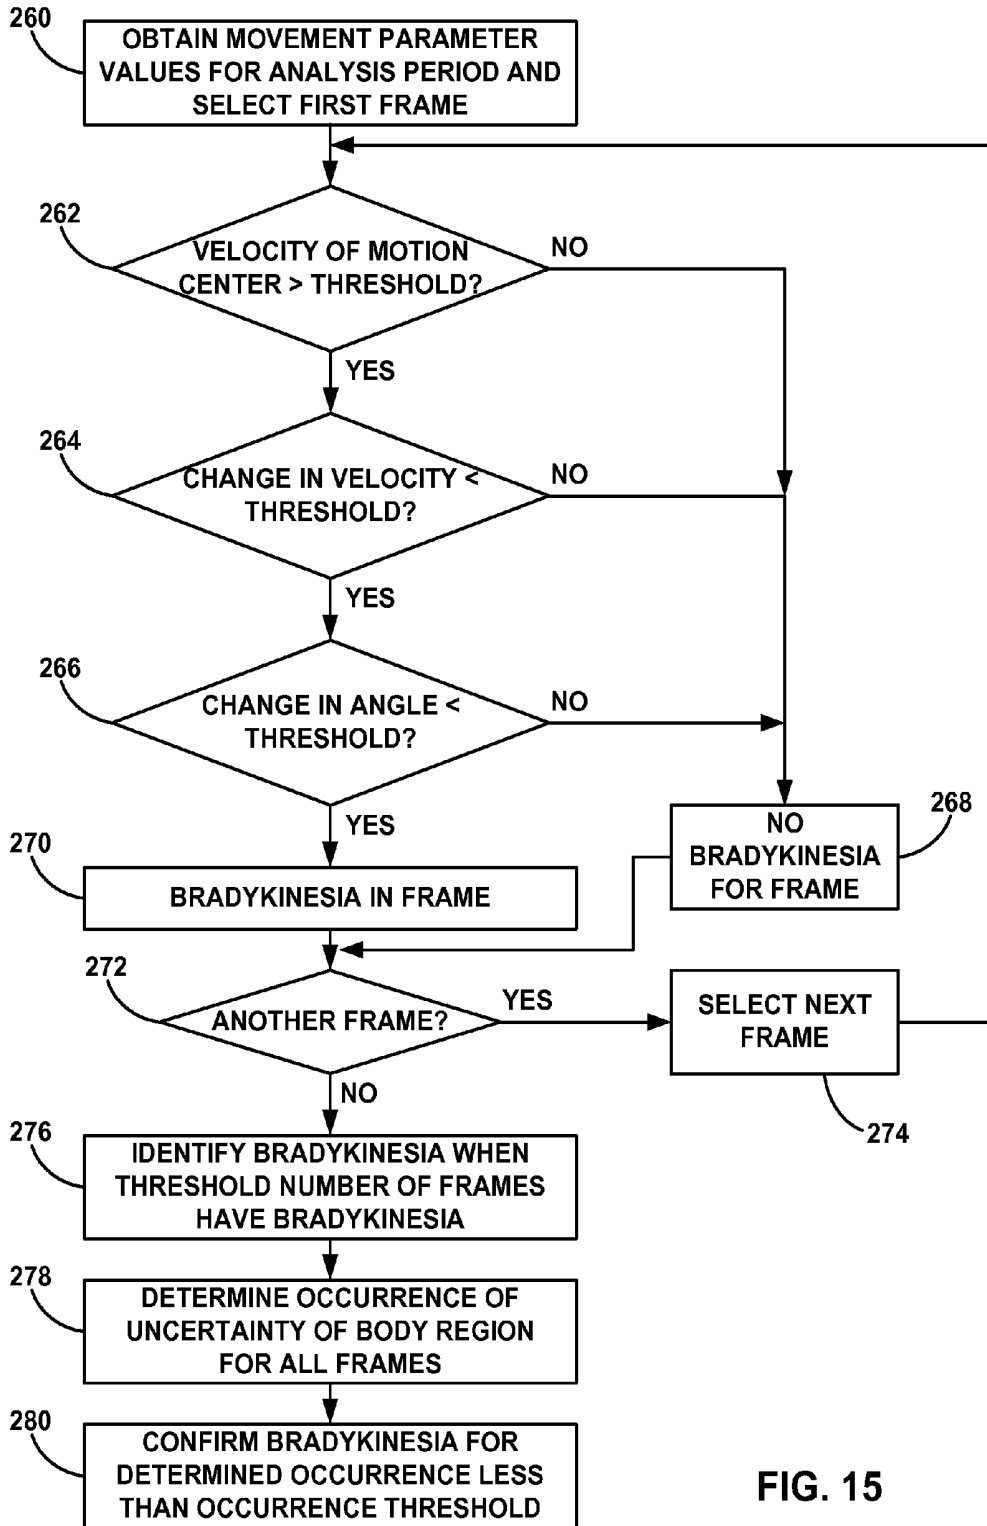 260
OBTAIN MOVEMENT PARAMETER
VALUES FOR ANALYSIS PERIOD AND
SELECT FIRST FRAME
262
VELOCITY OF MOTION
CENTER > THRESHOLD?
NO
YES
264
CHANGE IN VELOCITY <
THRESHOLD?
NO
YES
266
CHANGE IN ANGLE <
THRESHOLD?
NO
YES
268
NO
BRADYKINESIA
FOR FRAME
270
BRADYKINESIA IN FRAME
272
ANOTHER FRAME?
YES
NO
SELECT NEXT
FRAME
274
276
IDENTIFY BRADYKINESIA WHEN
THRESHOLD NUMBER OF FRAMES
HAVE BRADYKINESIA
278
DETERMINE OCCURRENCE OF
UNCERTAINTY OF BODY REGION
FOR ALL FRAMES
280
CONFIRM BRADYKINESIA FOR
DETERMINED OCCURRENCE LESS
THAN OCCURRENCE THRESHOLD
FIG. 15